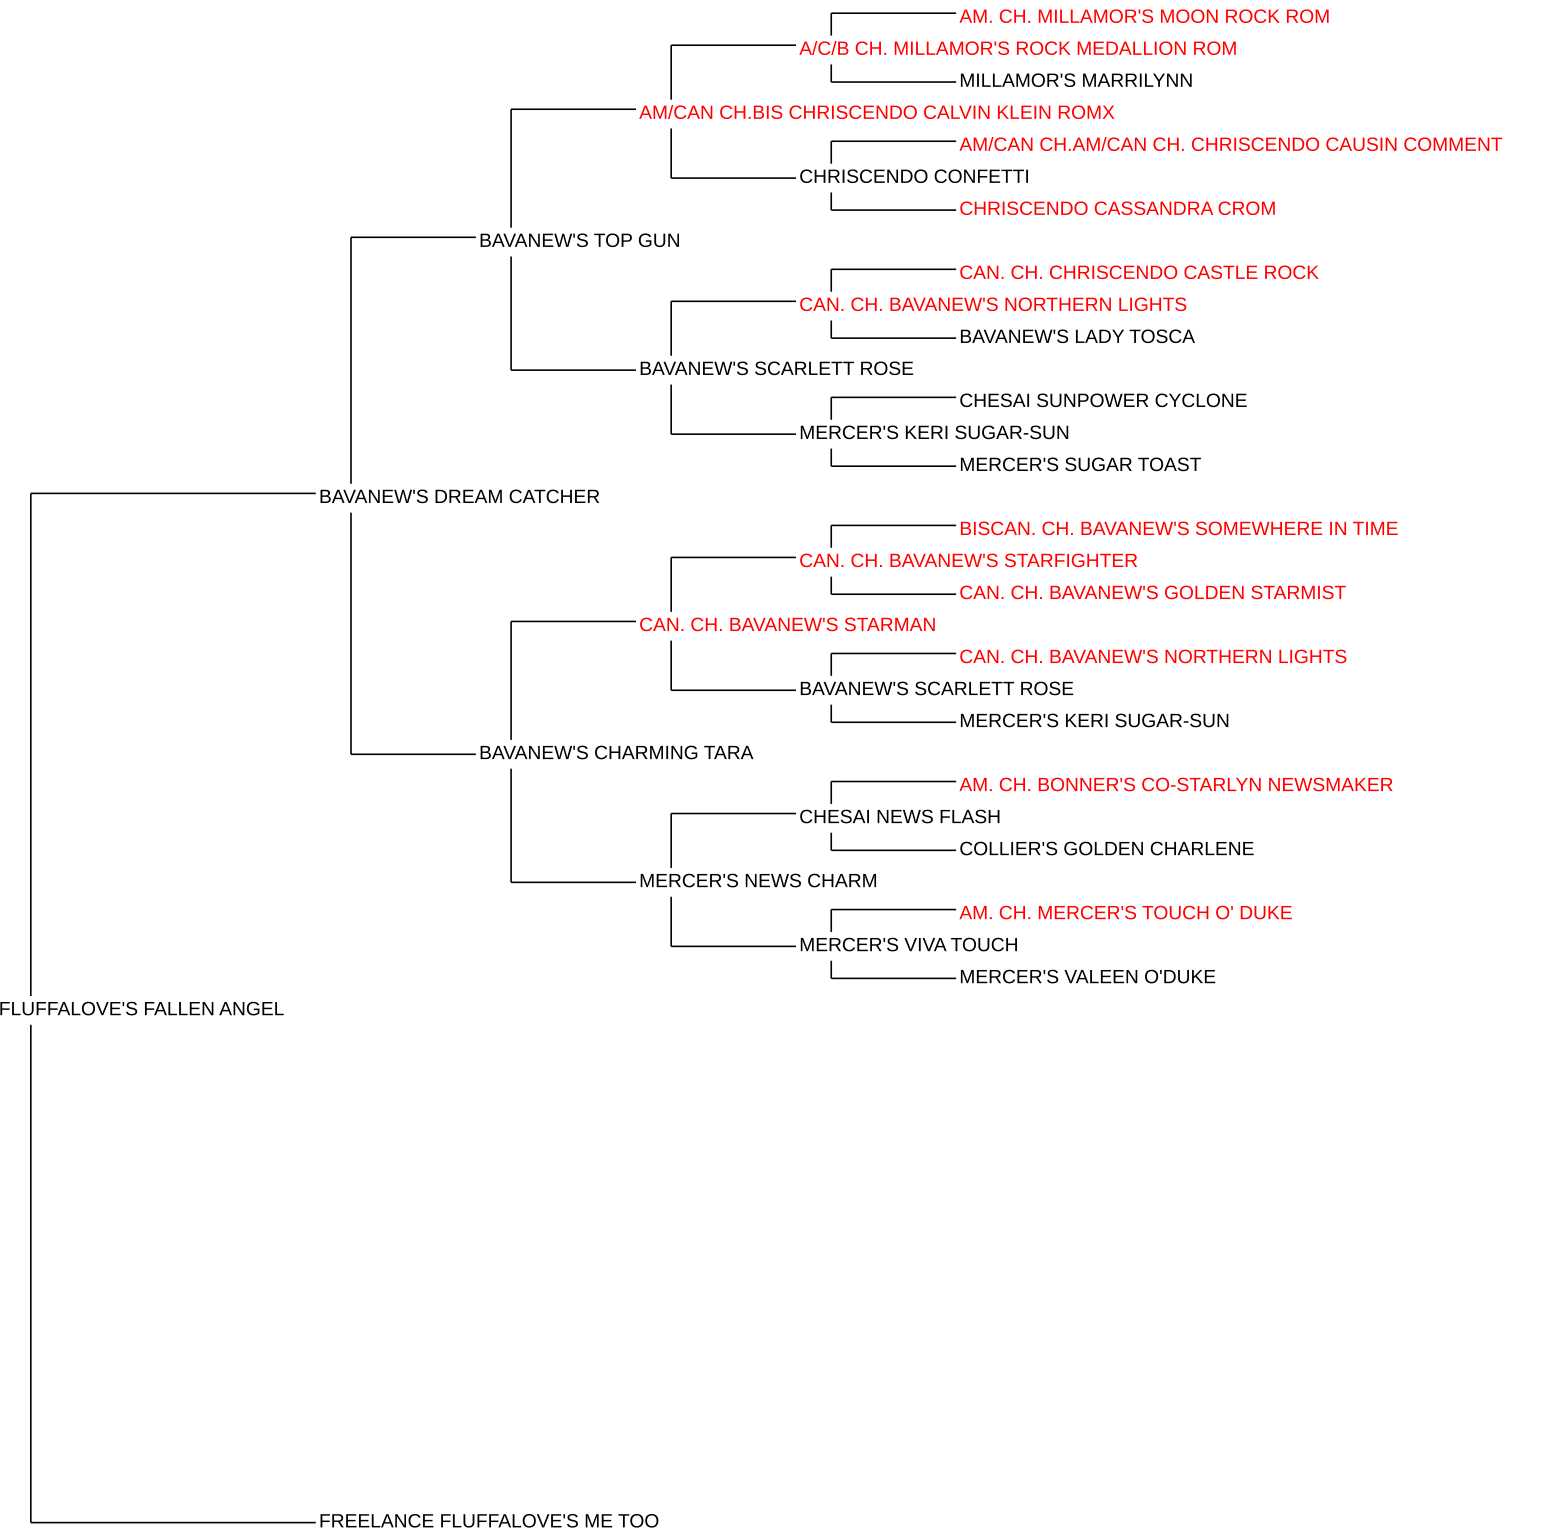 AM. CH. MILLAMOR'S MOON ROCK ROM
A/C/B CH. MILLAMOR'S ROCK MEDALLION ROM
MILLAMOR'S MARRILYNN
AM/CAN CH.BIS CHRISCENDO CALVIN KLEIN ROMX
AM/CAN CH.AM/CAN CH. CHRISCENDO CAUSIN COMMENT
CHRISCENDO CONFETTI
CHRISCENDO CASSANDRA CROM
BAVANEW'S TOP GUN
CAN. CH. CHRISCENDO CASTLE ROCK
CAN. CH. BAVANEW'S NORTHERN LIGHTS
BAVANEW'S LADY TOSCA
BAVANEW'S SCARLETT ROSE
CHESAI SUNPOWER CYCLONE
MERCER'S KERI SUGAR-SUN
MERCER'S SUGAR TOAST
BAVANEW'S DREAM CATCHER
BISCAN. CH. BAVANEW'S SOMEWHERE IN TIME
CAN. CH. BAVANEW'S STARFIGHTER
CAN. CH. BAVANEW'S GOLDEN STARMIST
CAN. CH. BAVANEW'S STARMAN
CAN. CH. BAVANEW'S NORTHERN LIGHTS
BAVANEW'S SCARLETT ROSE
MERCER'S KERI SUGAR-SUN
BAVANEW'S CHARMING TARA
AM. CH. BONNER'S CO-STARLYN NEWSMAKER
CHESAI NEWS FLASH
COLLIER'S GOLDEN CHARLENE
MERCER'S NEWS CHARM
AM. CH. MERCER'S TOUCH O' DUKE
MERCER'S VIVA TOUCH
MERCER'S VALEEN O'DUKE
FLUFFALOVE'S FALLEN ANGEL
FREELANCE FLUFFALOVE'S ME TOO